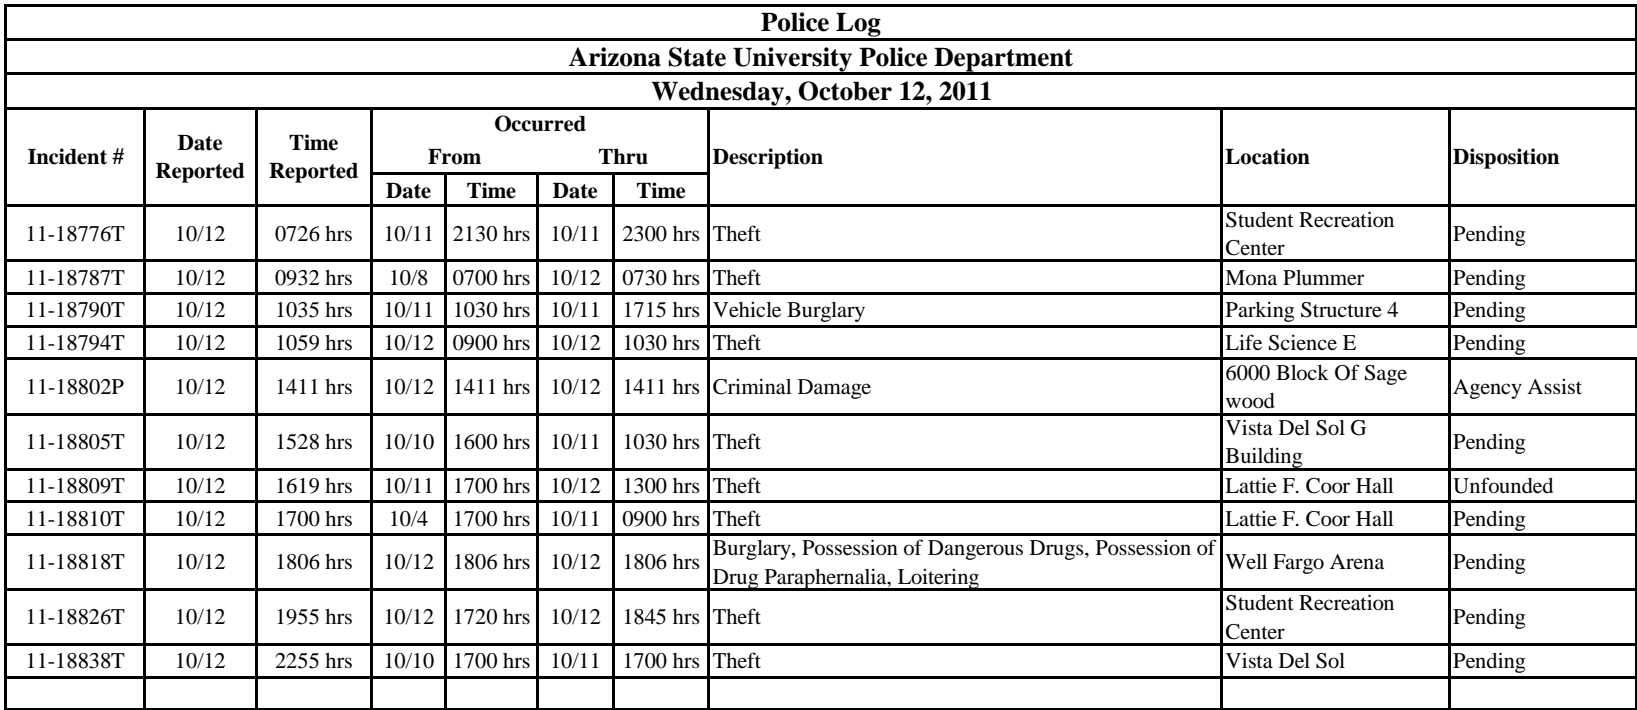 Police Log
Arizona State University Police Department
Wednesday, October 12, 2011
Incident # Date Reported Time Reported Occurred Description Location Disposition
From Thru
Date Time Date Time
11-18776T 10/12 0726 hrs 10/11 2130 hrs 10/11 2300 hrs Theft Student Recreation Center Pending
11-18787T 10/12 0932 hrs 10/8 0700 hrs 10/12 0730 hrs Theft Mona Plummer Pending
11-18790T 10/12 1035 hrs 10/11 1030 hrs 10/11 1715 hrs Vehicle Burglary Parking Structure 4 Pending
11-18794T 10/12 1059 hrs 10/12 0900 hrs 10/12 1030 hrs Theft Life Science E Pending
11-18802P 10/12 1411 hrs 10/12 1411 hrs 10/12 1411 hrs Criminal Damage 6000 Block Of Sage wood Agency Assist
11-18805T 10/12 1528 hrs 10/10 1600 hrs 10/11 1030 hrs Theft Vista Del Sol G Building Pending
11-18809T 10/12 1619 hrs 10/11 1700 hrs 10/12 1300 hrs Theft Lattie F. Coor Hall Unfounded
11-18810T 10/12 1700 hrs 10/4 1700 hrs 10/11 0900 hrs Theft Lattie F. Coor Hall Pending
11-18818T 10/12 1806 hrs 10/12 1806 hrs 10/12 1806 hrs Burglary, Possession of Dangerous Drugs, Possession of Drug Paraphernalia, Loitering Well Fargo Arena Pending
11-18826T 10/12 1955 hrs 10/12 1720 hrs 10/12 1845 hrs Theft Student Recreation Center Pending
11-18838T 10/12 2255 hrs 10/10 1700 hrs 10/11 1700 hrs Theft Vista Del Sol Pending